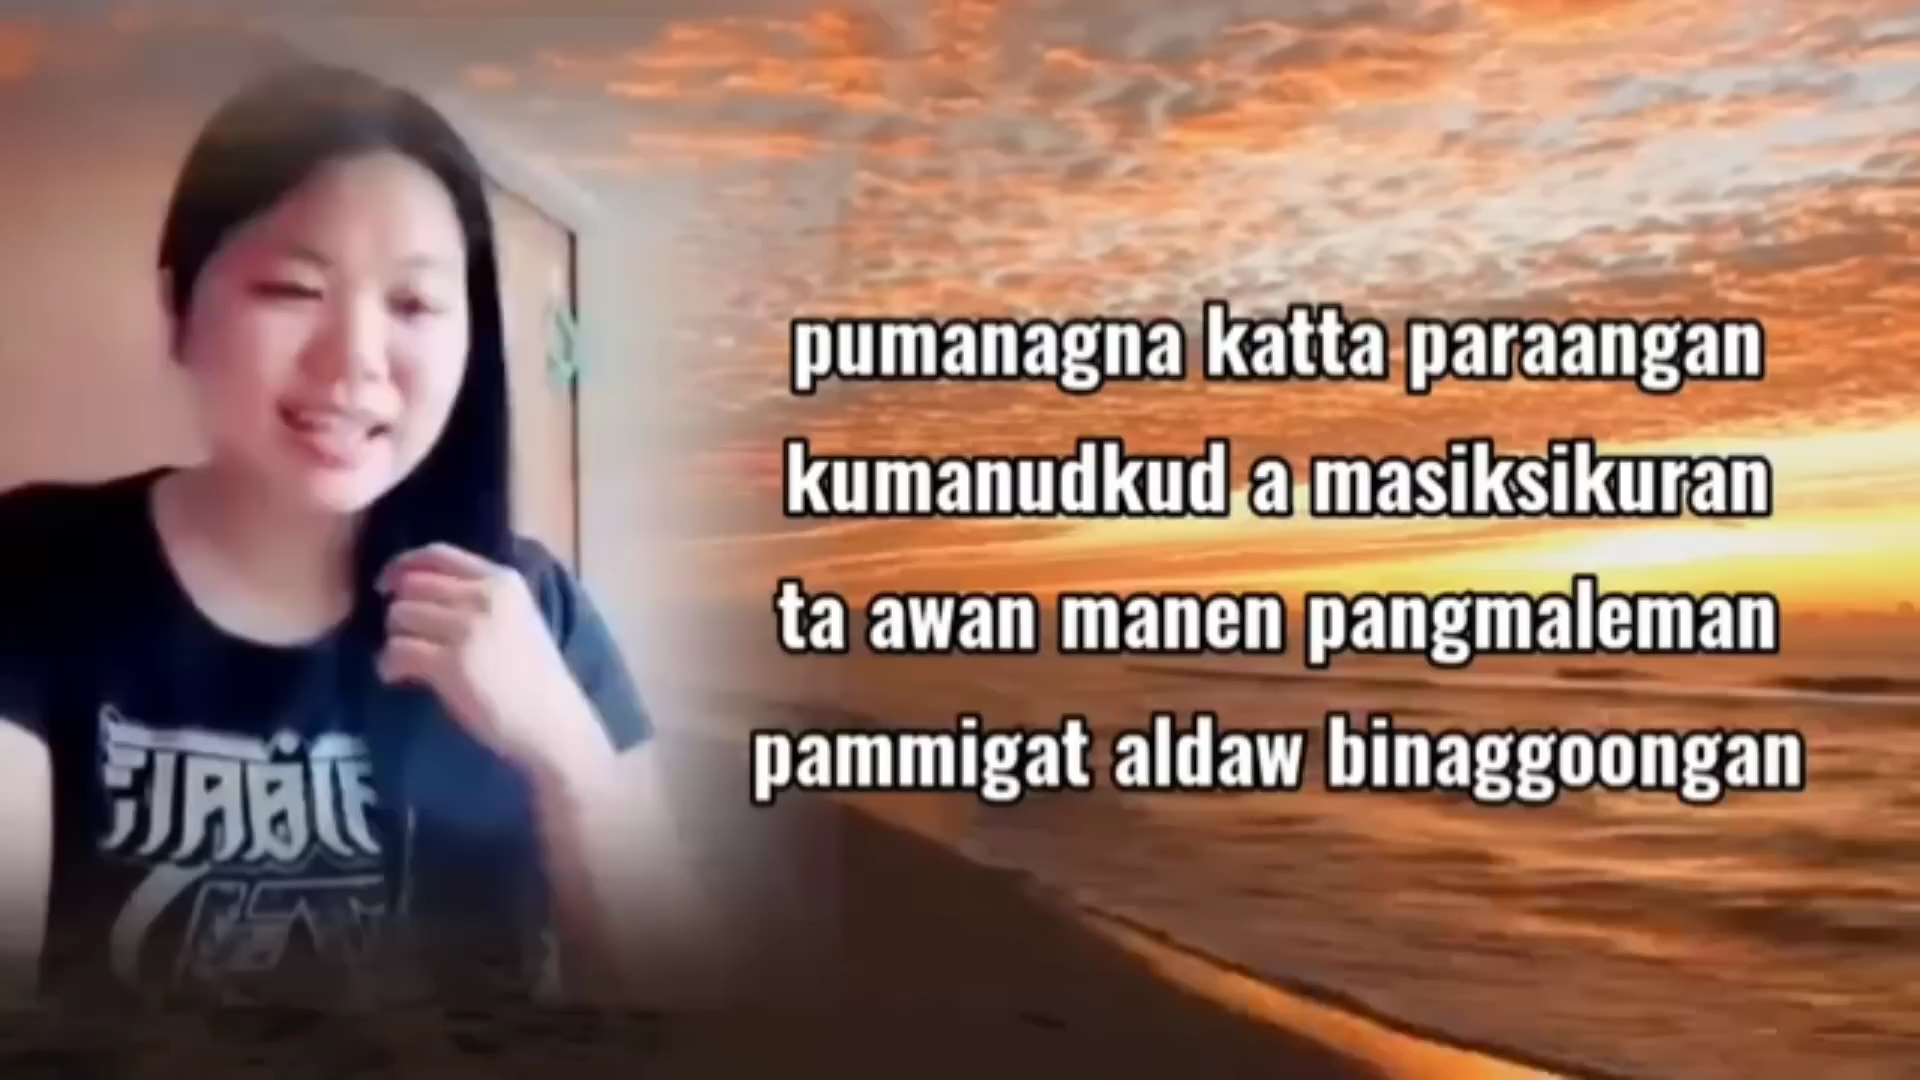 pumanagna katta paraangan
kumanudkud a masiksikuran
ta awan manen pangmaleman
pammigat aldaw binaggoongan